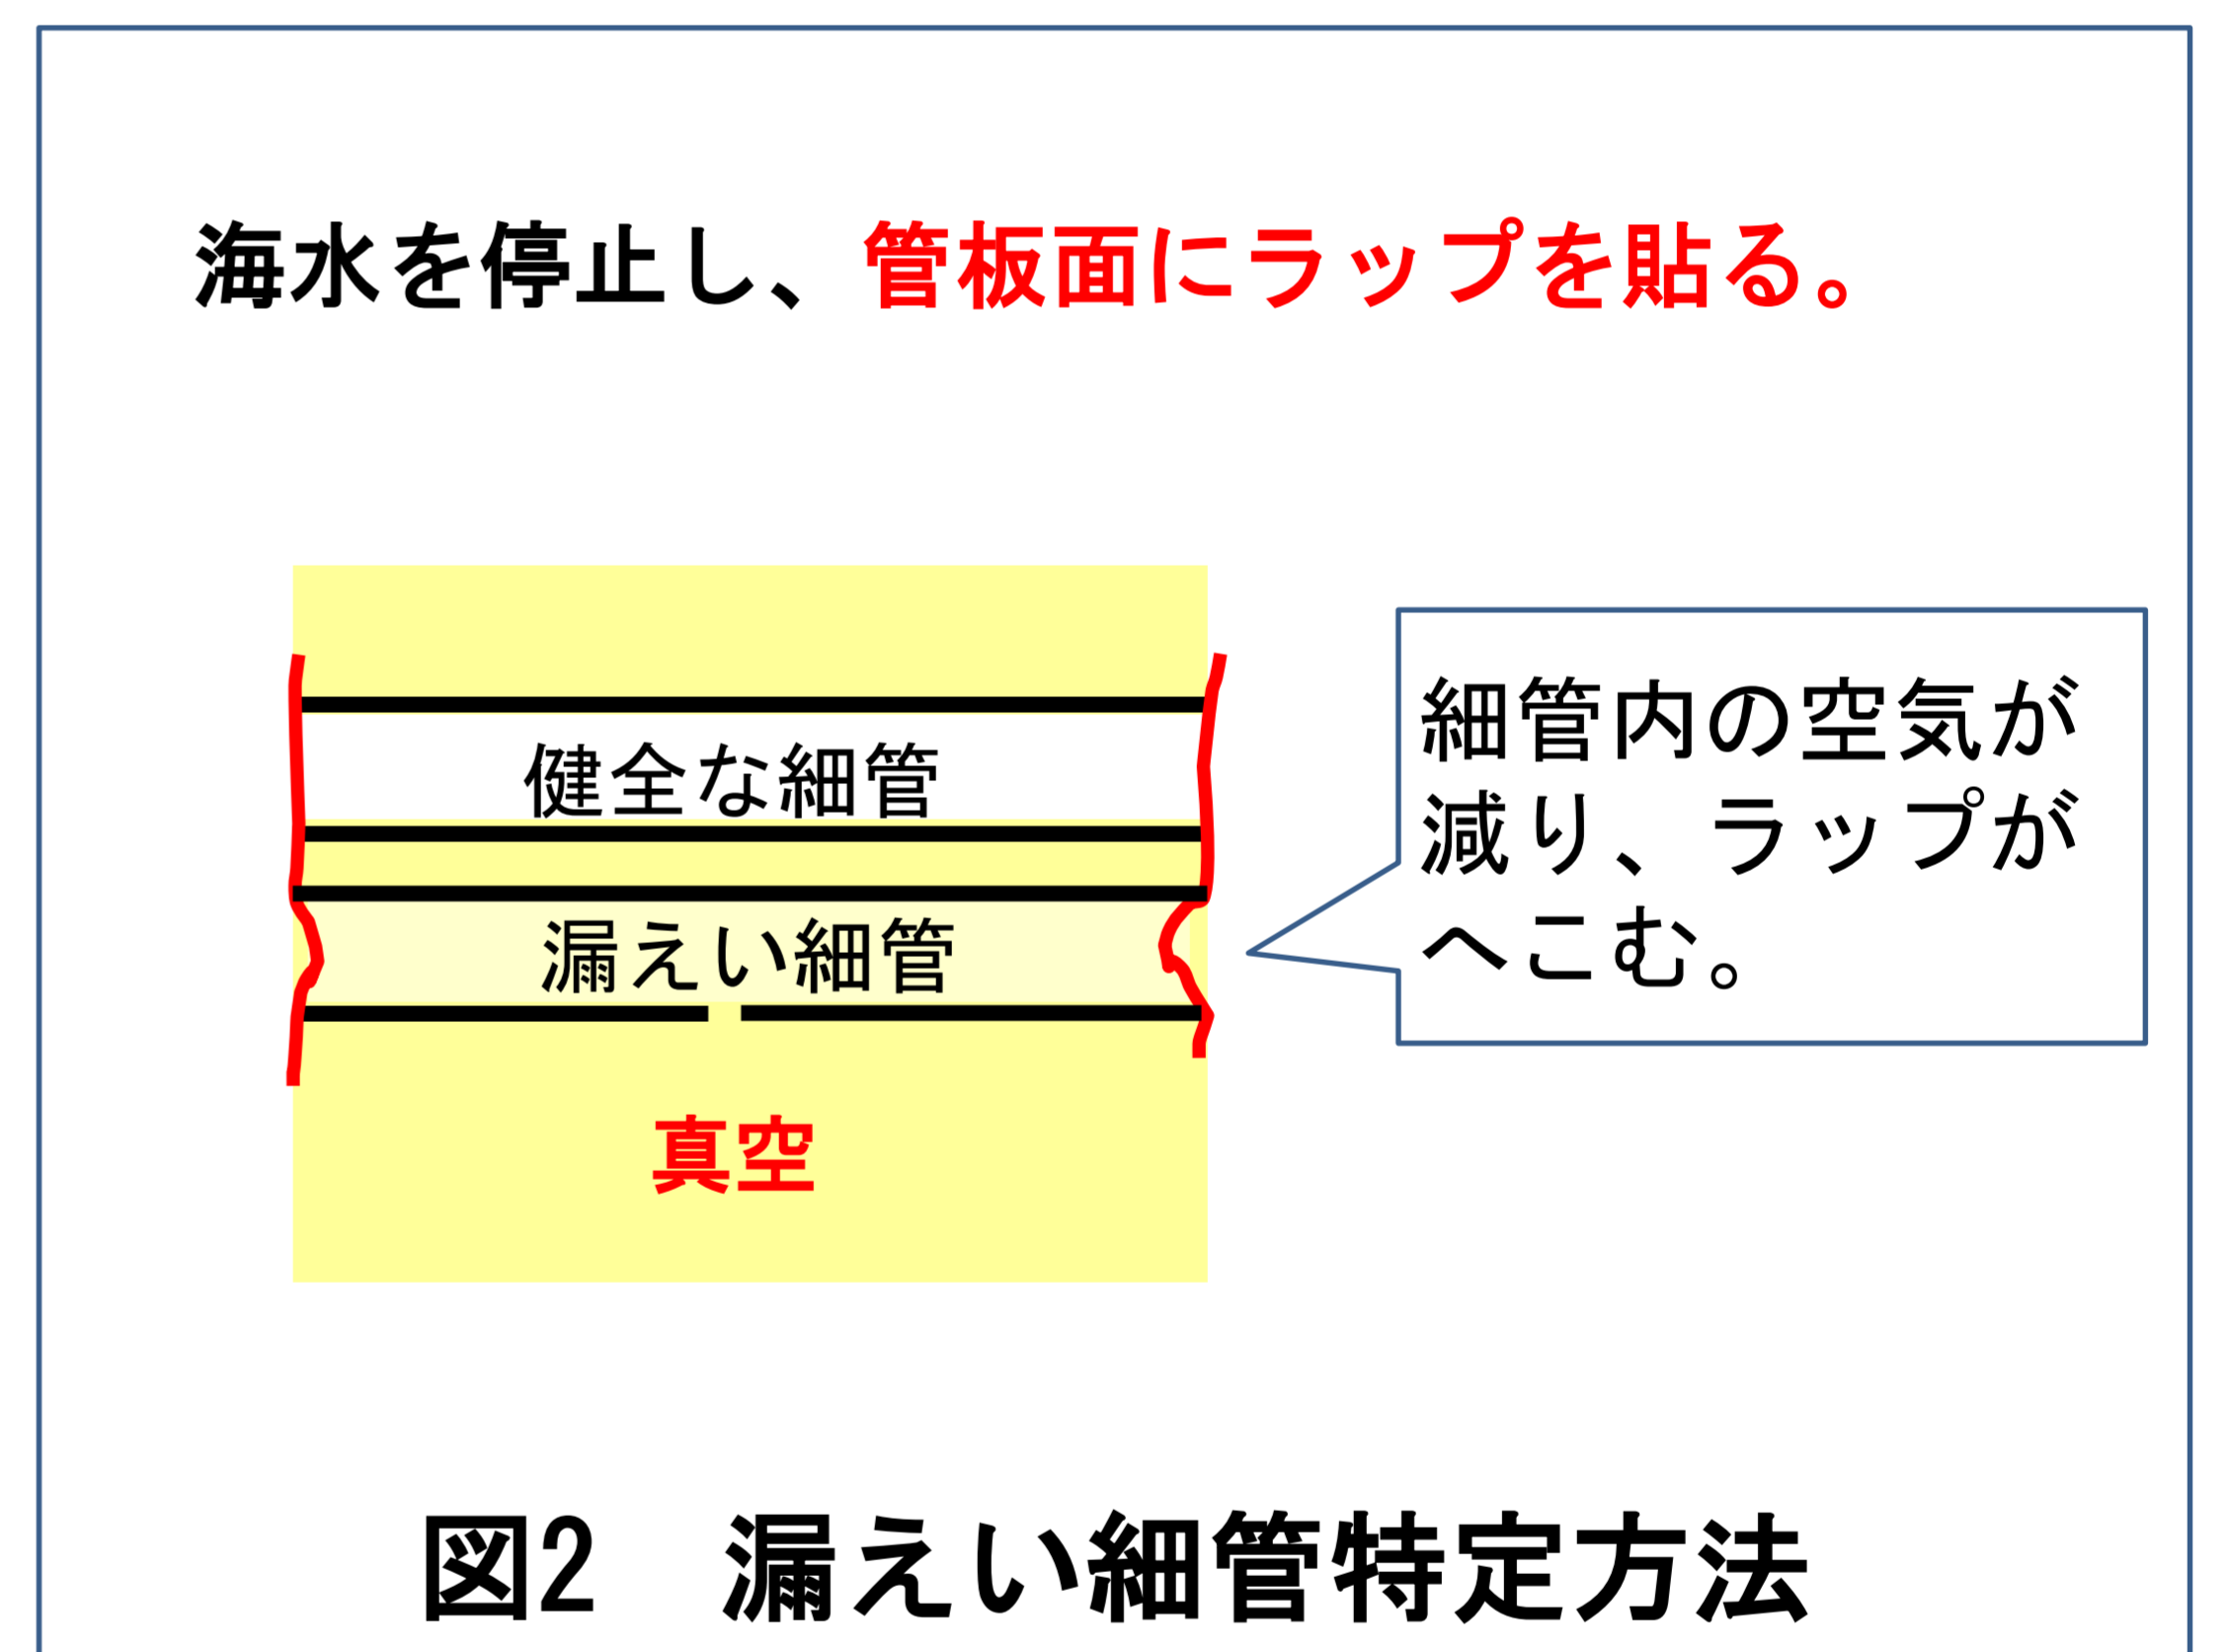 海水を停止し、管板面にラップを貼る。
健全な細管
漏えい細管
真空
細管内の空気が
減り、ラップが
へこむ。
図2　漏えい細管特定方法